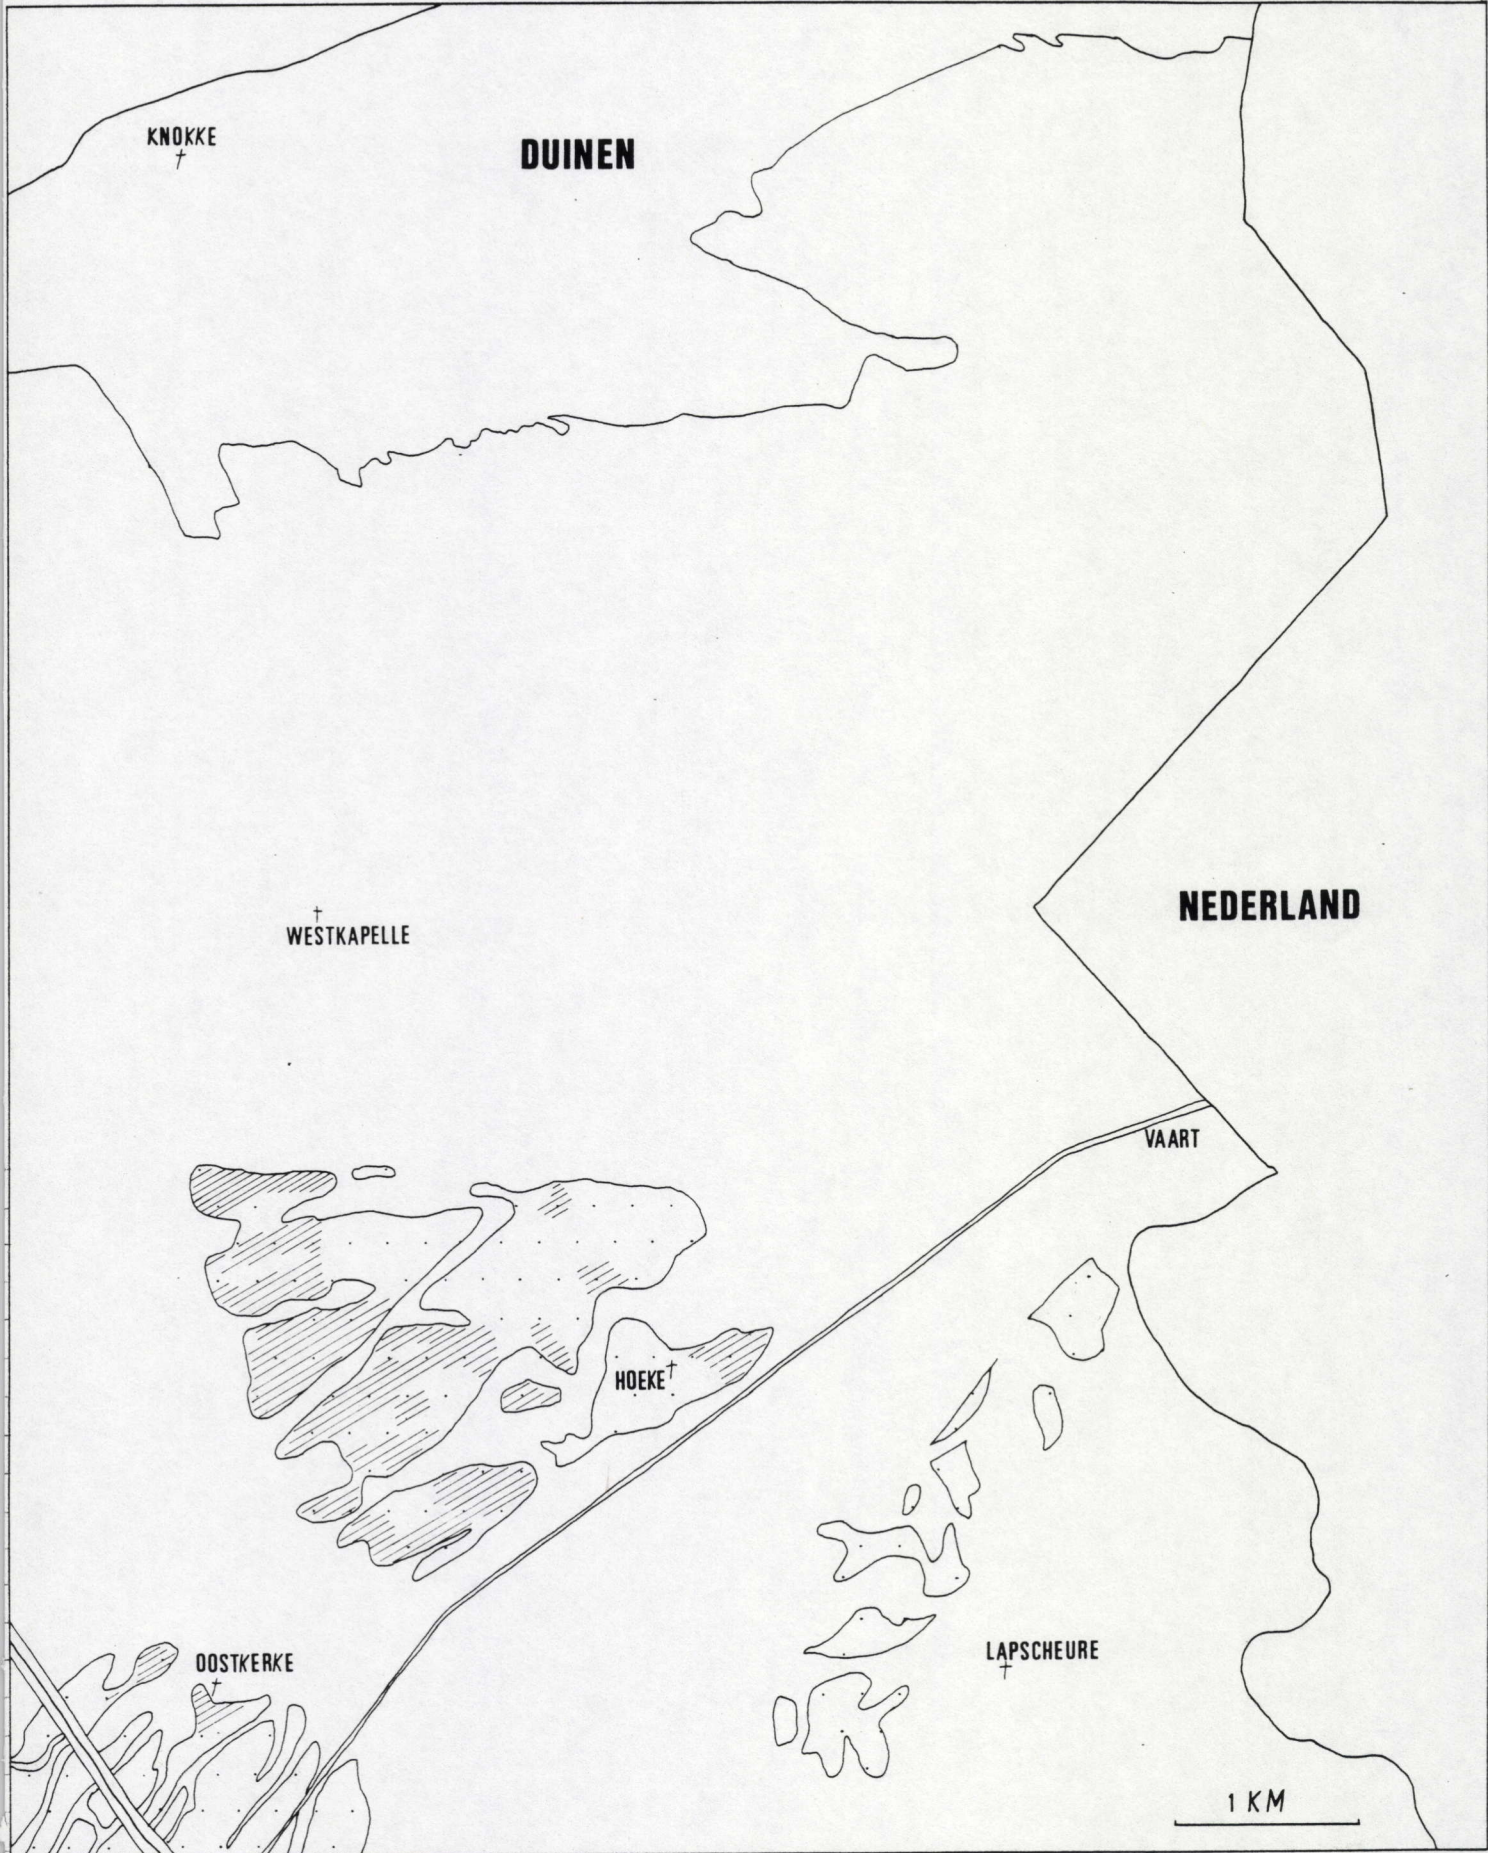 KNOKKE
DUINEN
WESTKAPELLE
NEDERLAND
VAART
HOEKE
OOSTKERKE
LAPSCHEURE
1 KM